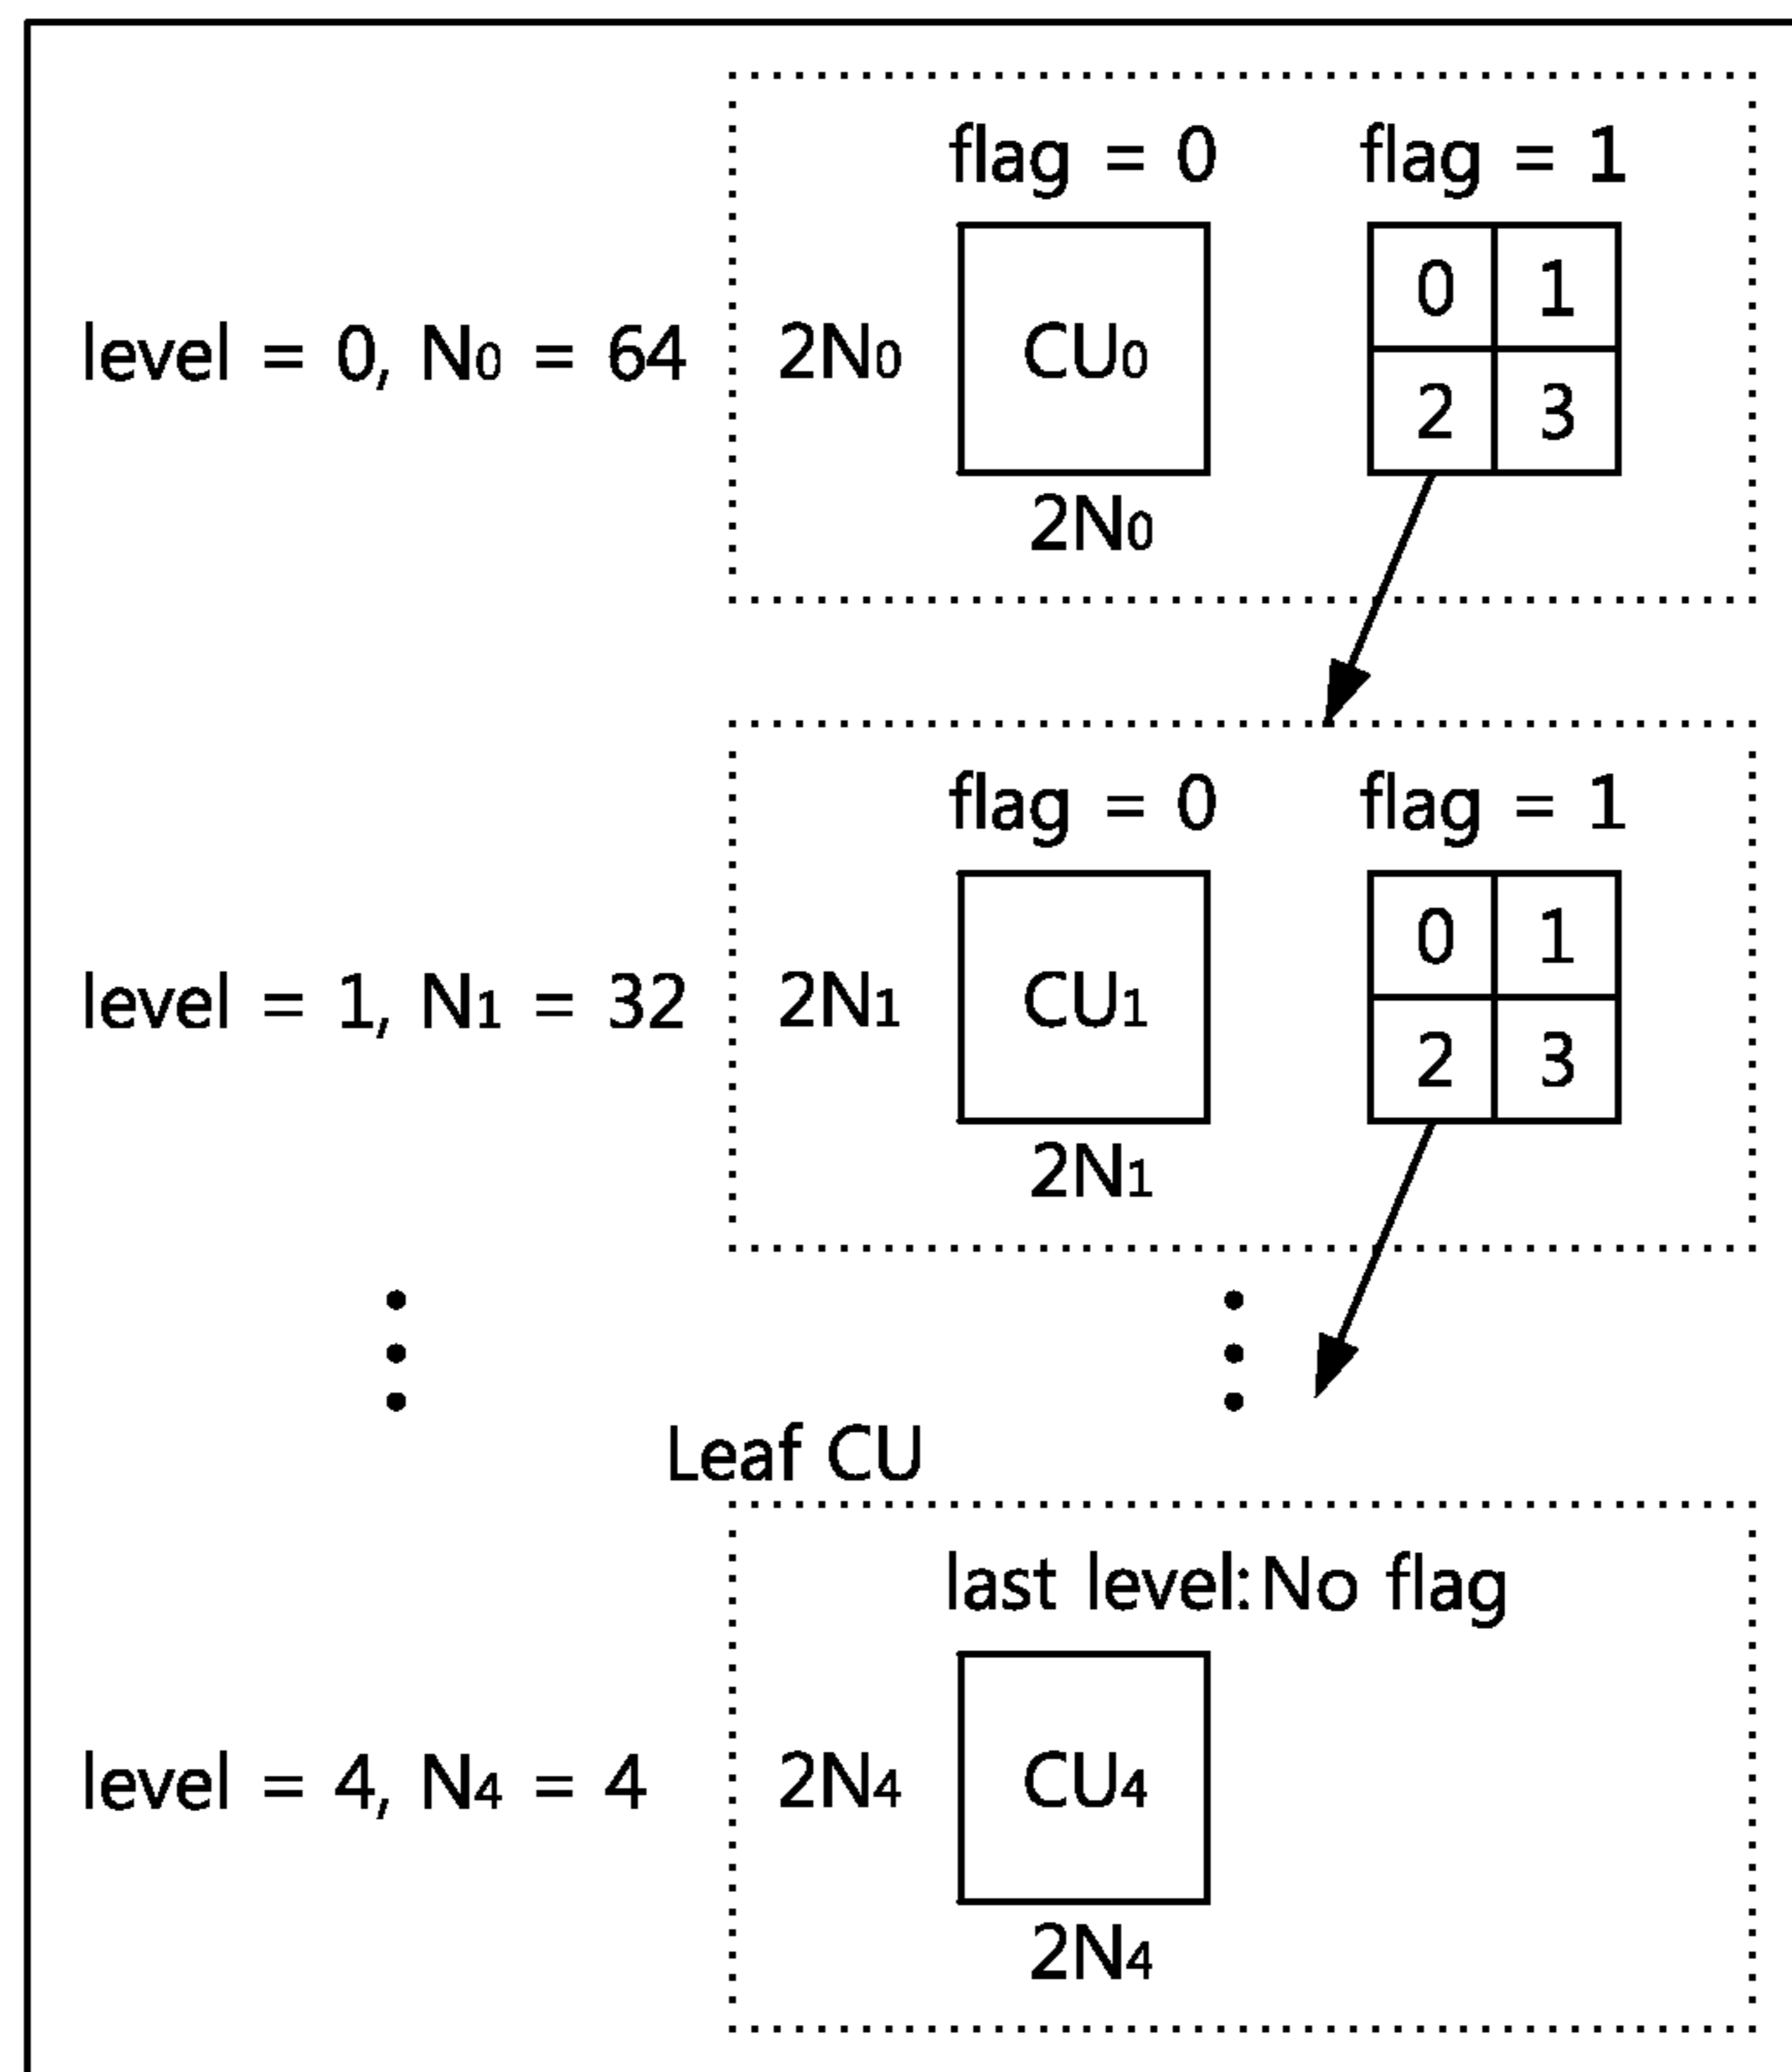 flag = 0 flag = 1
0 1
level = 0, N0 = 64 2N0 CU0
2 3
2N0
flag = 0 flag = 1
0 1
level = 1, N1 = 32 2N1 CU1
2 3
2N1
Leaf CU
last level:No flag
level = 4, N4 = 4 2N4 CU4
2N4